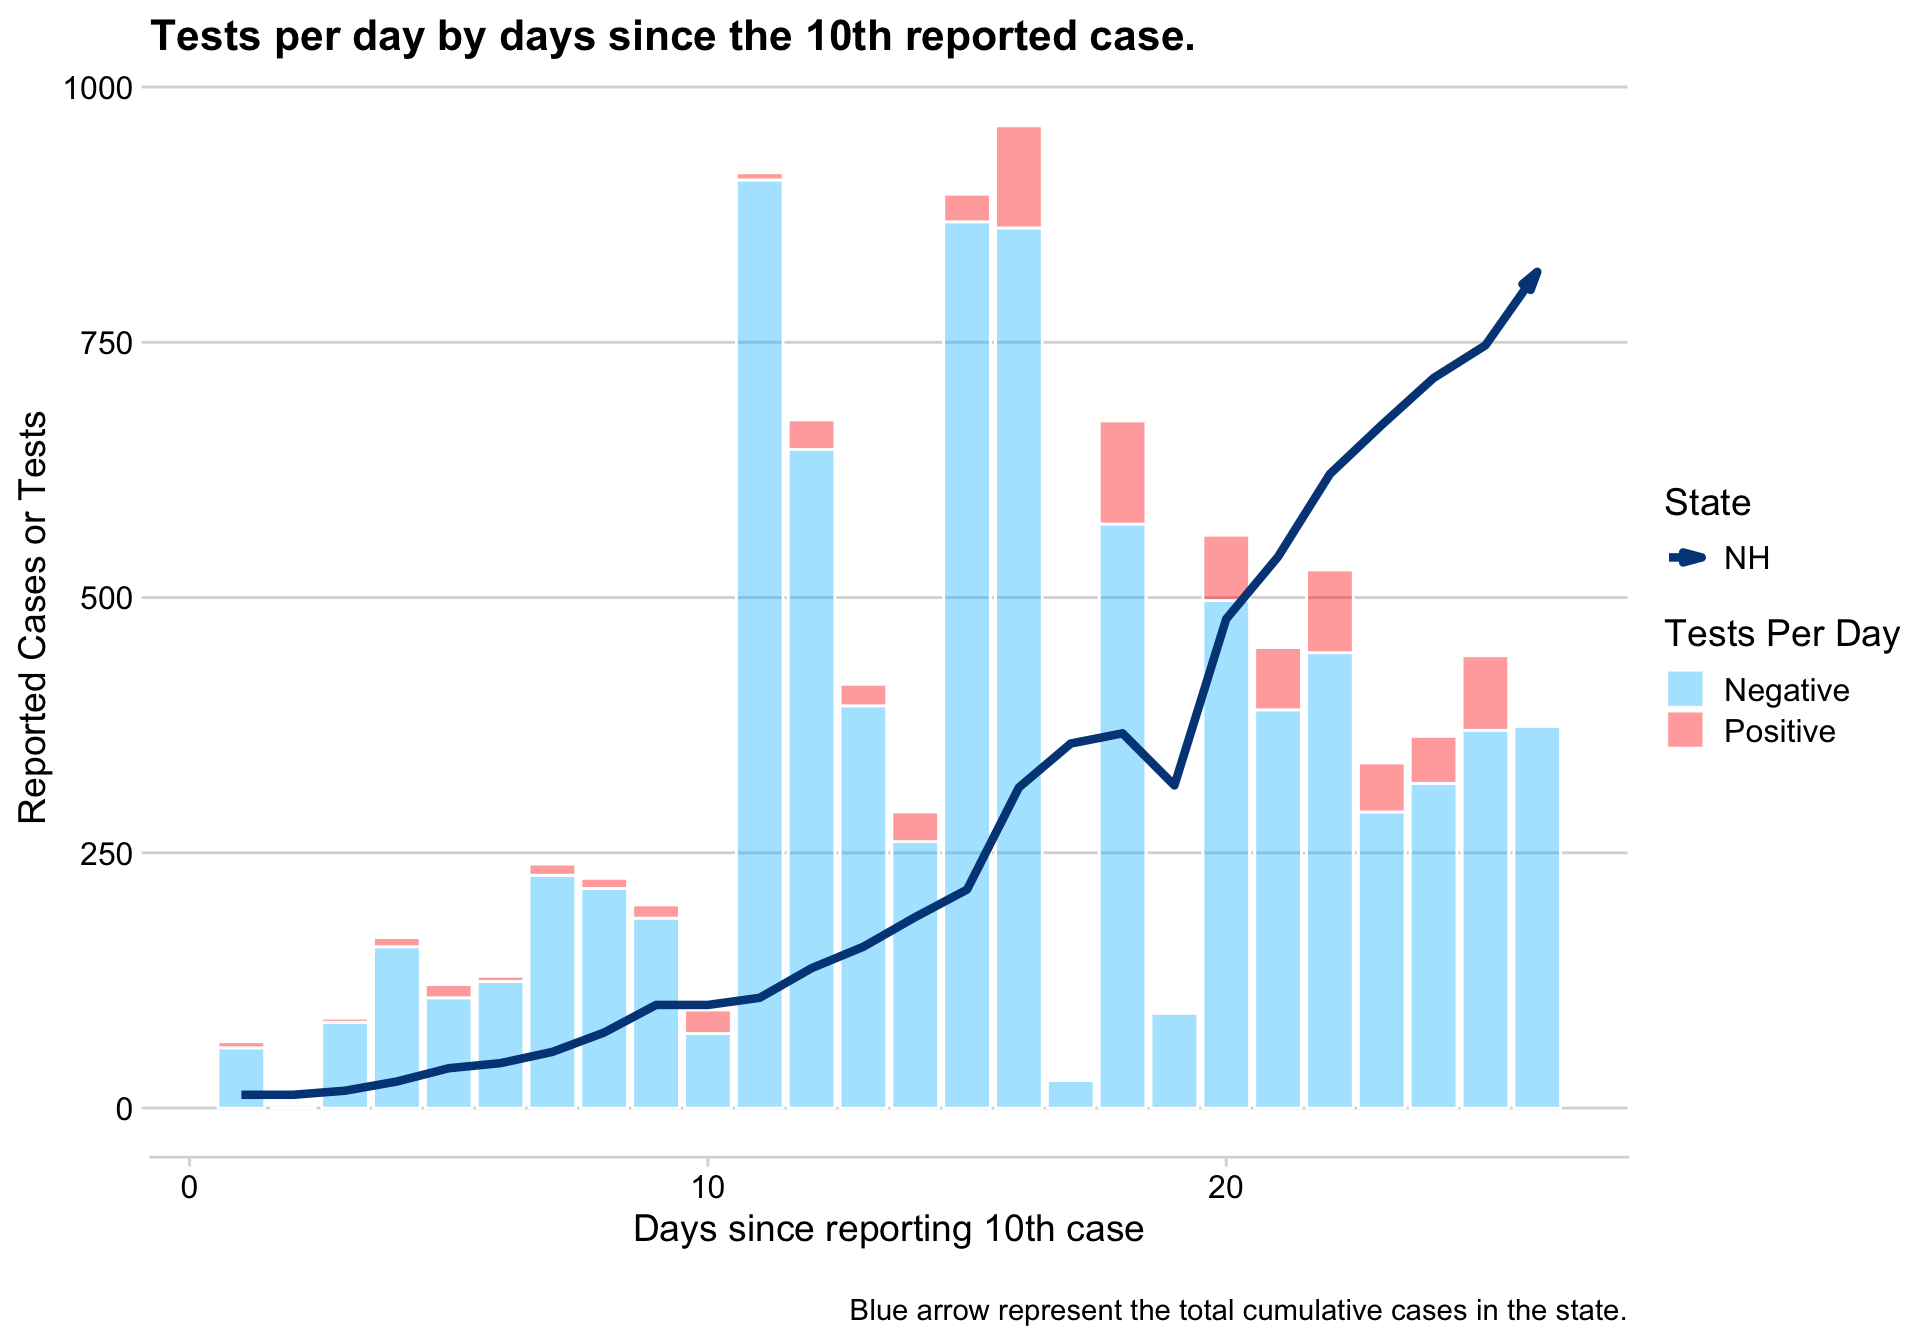 Tests per day by days since the 10th reported case.
1000
750
500
250
0
Reported Cases or Tests
0
10
20
Days since reporting 10th case
State
NH
Tests Per Day
Negative
Positive
Blue arrow represent the total cumulative cases in the state.